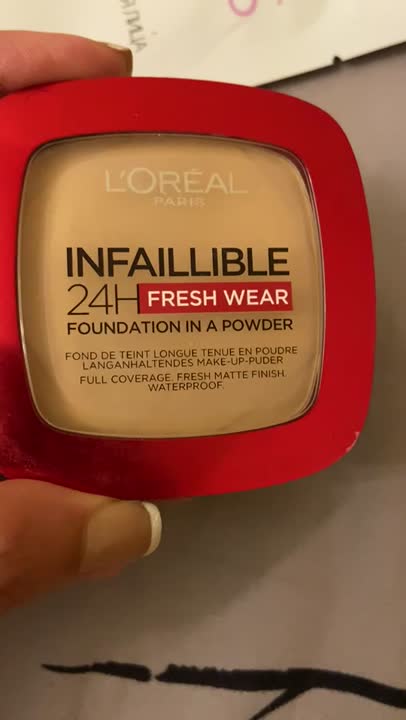 L'ORÉAL
PARIS
INFAILLIBLE
24H FRESH WEAR
FOUNDATION IN A POWDER
FOND DE TEINT LONGUE TENUE EN POUDRE
LANGANHALTENDES MAKE-UP-PUDER
FULL COVERAGE. FRESH MATTE FINISH.
WATERPROOF.